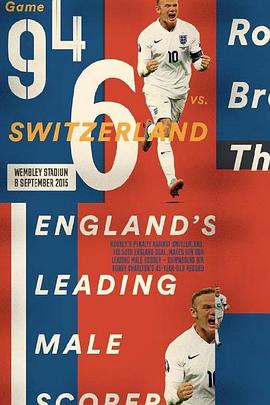 Game
946
vs.
SWITZERLAND
WEMBLEY STADIUM
8 SEPTEMBER 2015
Ro
Br
Th
ENGLAND'S
ROONEY'S PENALTY AGAINST SWITZERLAND,
HIS 50TH ENGLAND GOAL, MAKES HIM OUR
LEADING MALE SCORER – SURPASSING SIR
BOBBY CHARLTON'S 45-YEAR-OLD RECORD
LEADING
MALE
SCORER
10
10